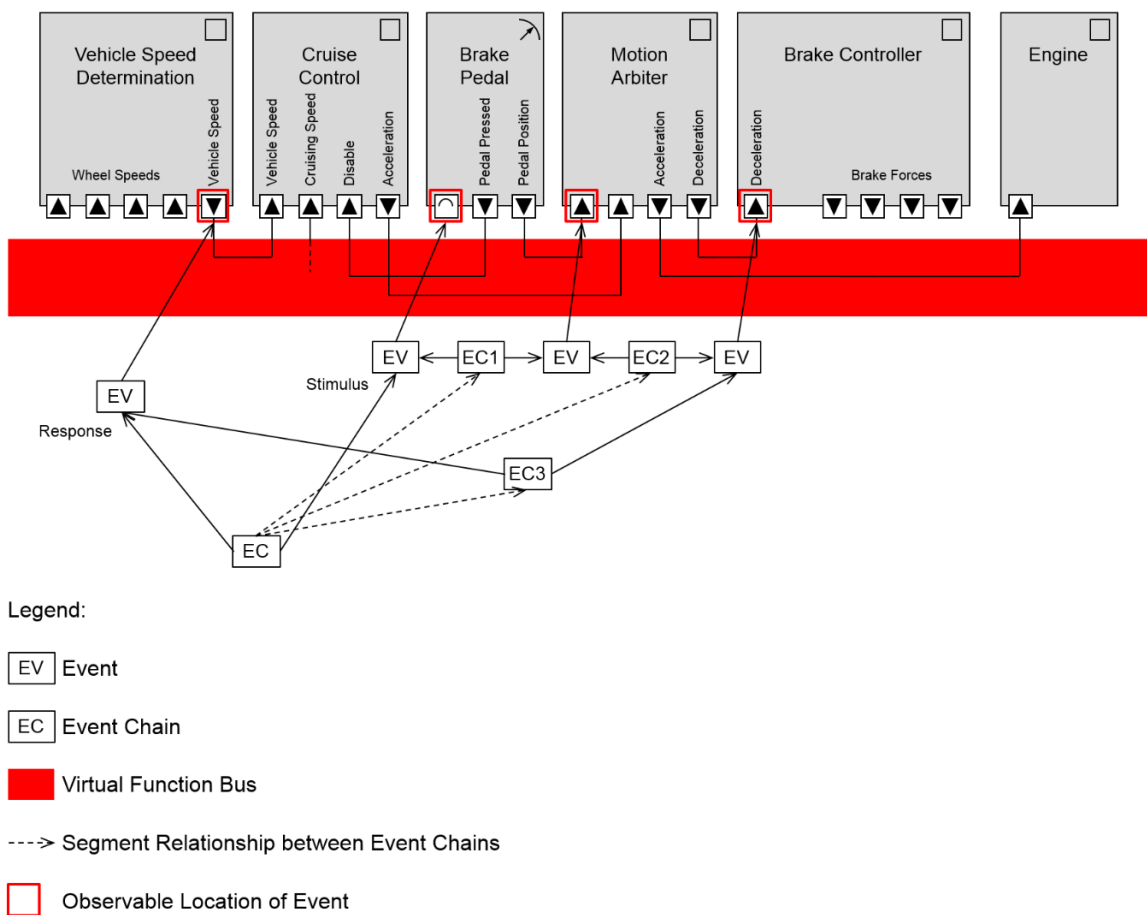 Vehicle Speed
Determination
Cruise
Control
Brake
Pedal
Motion
Arbiter
Brake Controller
Engine
Wheel Speeds
Vehicle Speed
Vehicle Speed
Cruising Speed
Disable
Acceleration
Pedal Pressed
Pedal Position
Acceleration
Deceleration
Deceleration
Brake Forces
EV
EC1
EV
EC2
EV
Stimulus
EV
Response
EC3
EC
Legend:
EV Event
EC Event Chain
Virtual Function Bus
Segment Relationship between Event Chains
Observable Location of Event